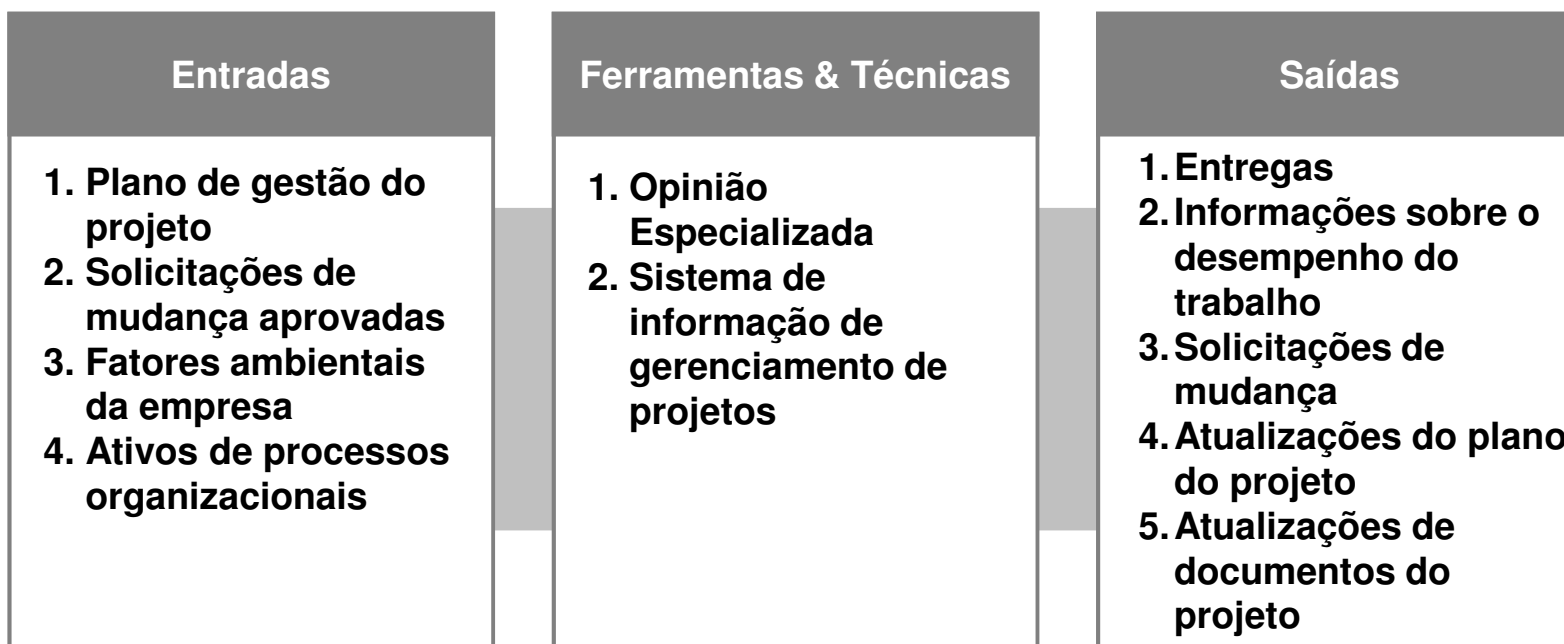 Entradas
1. Plano de gestão do
projeto
2. Solicitações de
mudança aprovadas
3. Fatores ambientais
da empresa
4. Ativos de processos
organizacionais
Ferramentas & Técnicas
1. Opinião
Especializada
2. Sistema de
informação de
gerenciamento de
projetos
Saídas
1. Entregas
2. Informações sobre o
desempenho do
trabalho
3. Solicitações de
mudança
4. Atualizações do plano
do projeto
5. Atualizações de
documentos do
projeto